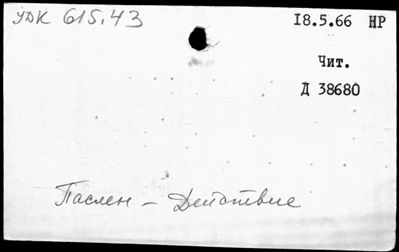 УДК 615.43
18.5.66 НР
Чит.
Д 38680
Паслен – Действие